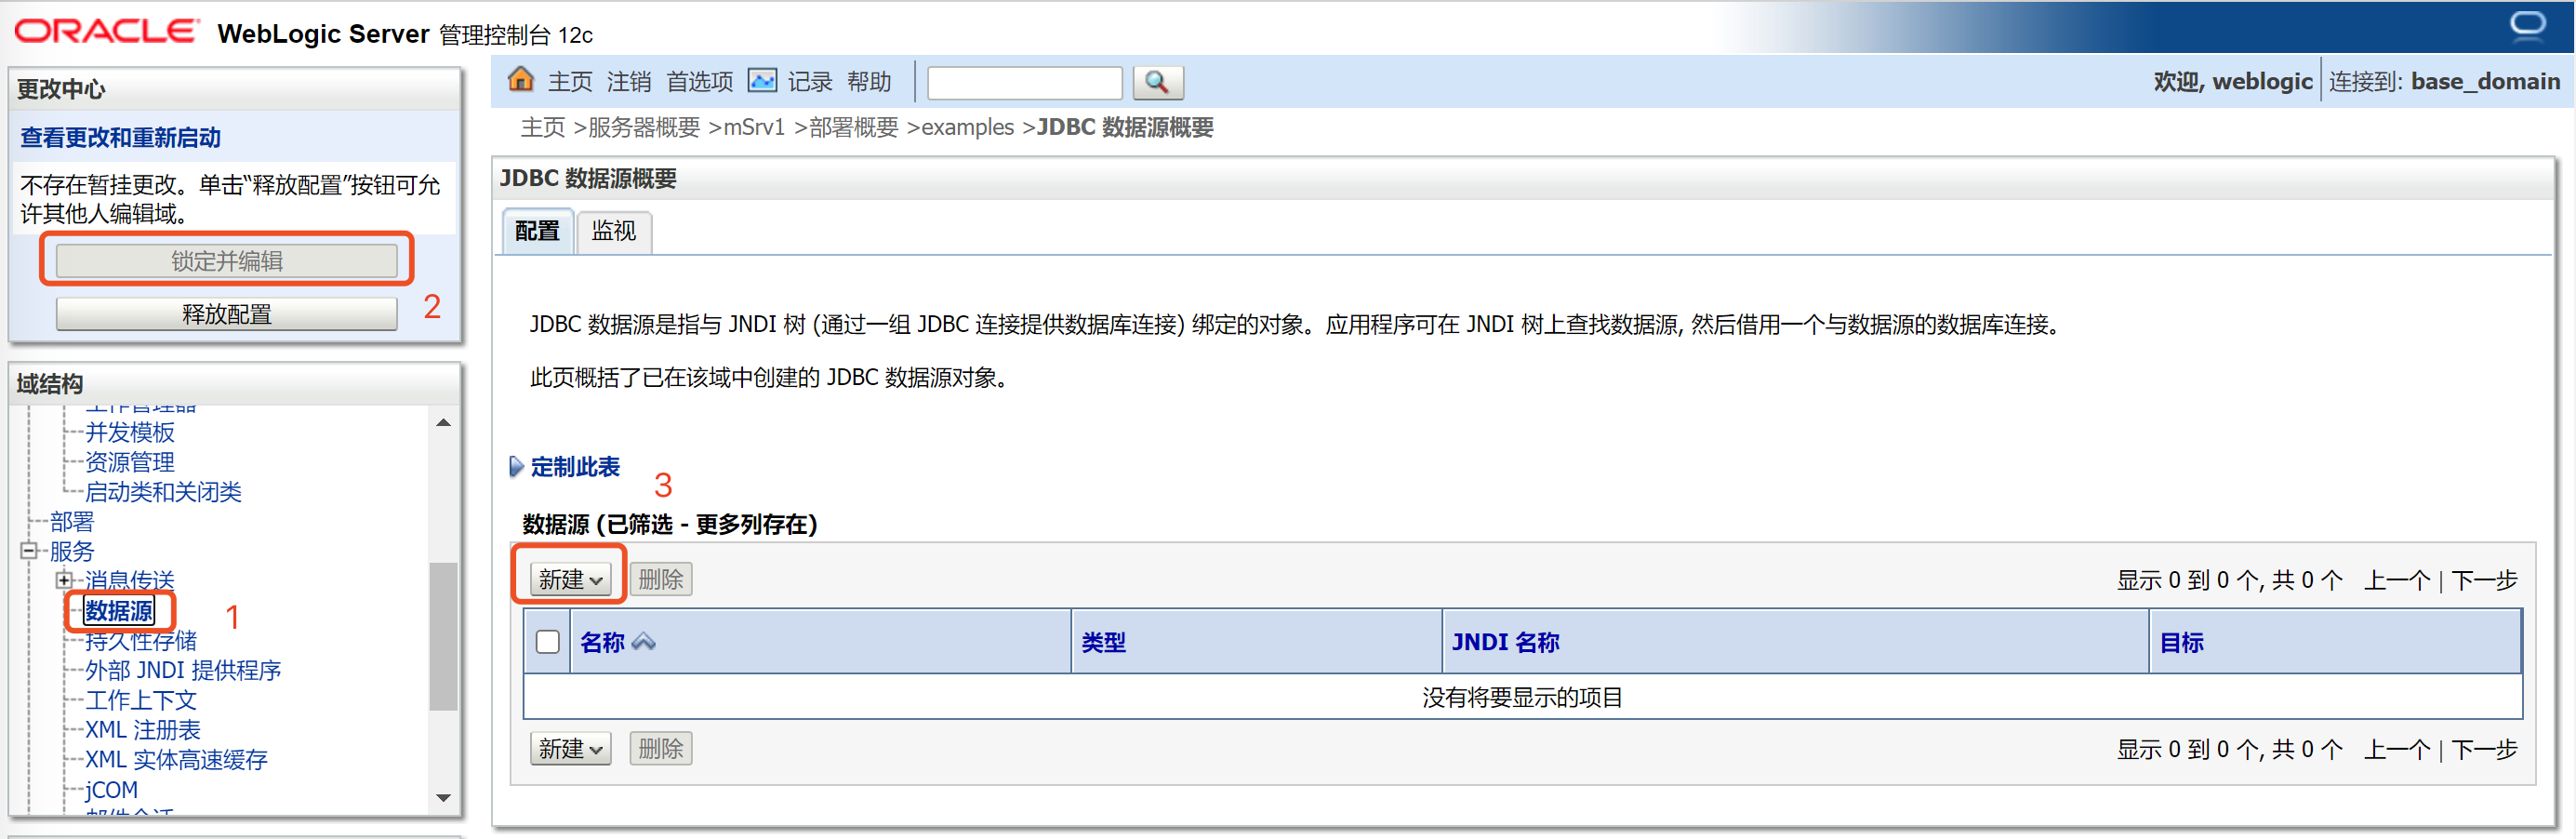 ORACLE WebLogic Server 管理控制台 12c
更改中心
查看更改和重新启动
不存在暂挂更改。单击“释放配置”按钮可允
许其他人编辑域。
锁定并编辑
释放配置
2
域结构
工作管理器
并发模板
资源管理
启动类和关闭类
部署
服务
消息传送
数据源
1
持久性存储
外部 JNDI 提供程序
工作上下文
XML 注册表
XML 实体高速缓存
jCOM
邮件会话
主页 注销 首选项 记录 帮助
欢迎, weblogic 连接到: base_domain
主页 >服务器概要 >mSrv1 >部署概要 >examples >JDBC 数据源概要
JDBC 数据源概要
配置 监视
JDBC 数据源是指与 JNDI 树 (通过一组 JDBC 连接提供数据库连接) 绑定的对象。应用程序可在 JNDI 树上查找数据源, 然后借用一个与数据源的数据库连接。
此页概括了已在该域中创建的 JDBC 数据源对象。
定制此表
3
数据源 (已筛选 - 更多列存在)
新建 删除 显示 0 到 0 个, 共 0 个 上一个 | 下一步
名称 类型 JNDI 名称 目标
没有将要显示的项目
新建 删除 显示 0 到 0 个, 共 0 个 上一个 | 下一步